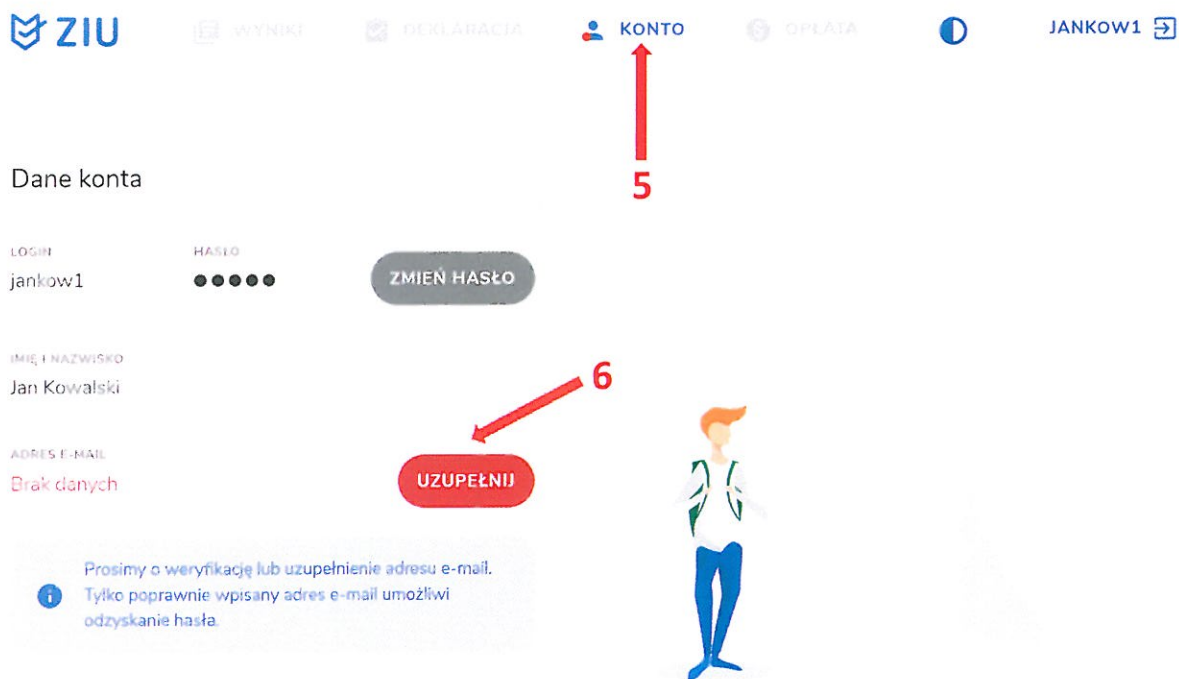 ZIU WYNIKI DEKLARACJA KONTO OPŁATA JANKOW1
5
Dane konta
LOGIN HASŁO
jankow1 ●●●●● ZMIEŃ HASŁO
IMIĘ I NAZWISKO
Jan Kowalski
6
ADRES E-MAIL
Brak danych UZUPEŁNIJ
Prosimy o weryfikację lub uzupełnienie adresu e-mail.
Tylko poprawnie wpisany adres e-mail umożliwi
odzyskanie hasła.